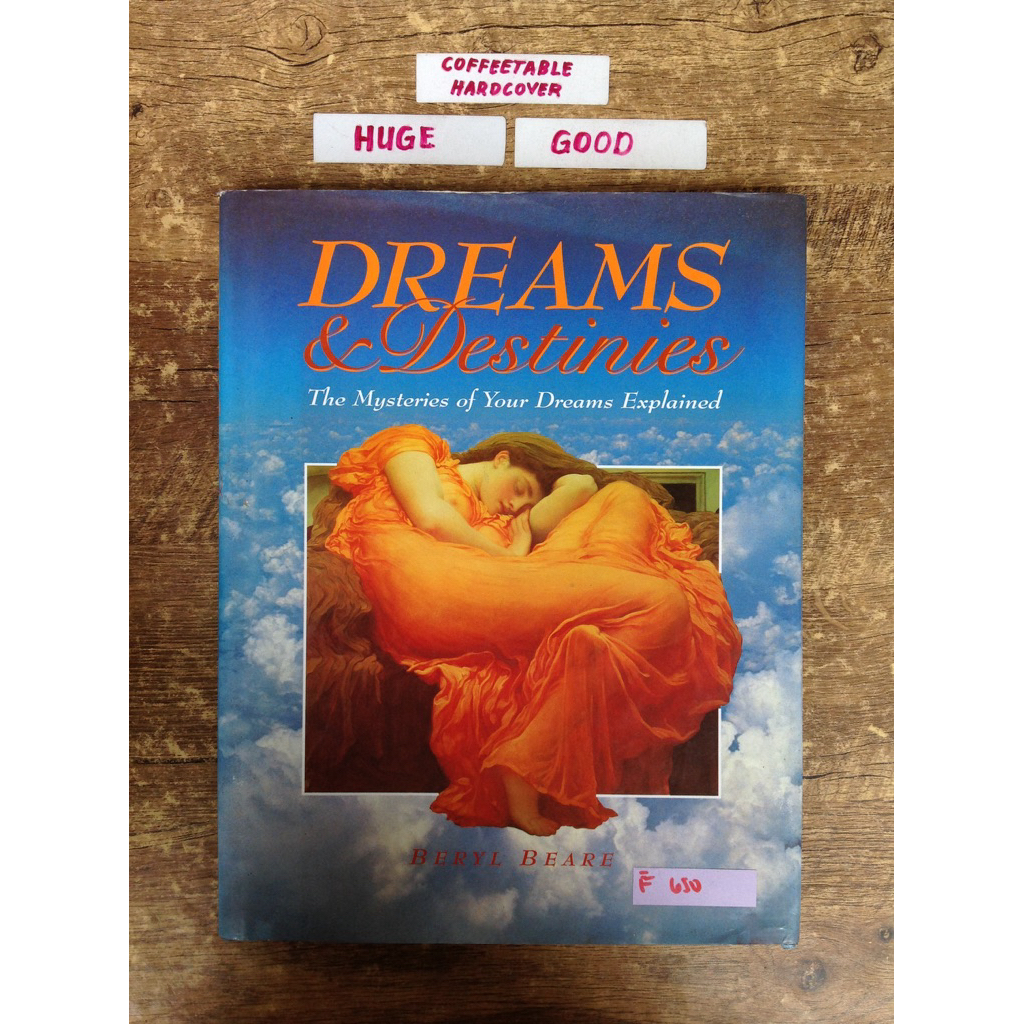 COFFEETABLE
HARDCOVER
HUGE
GOOD
DREAMS
& Destinies
The Mysteries of Your Dreams Explained
BERYL BEARE
F 650